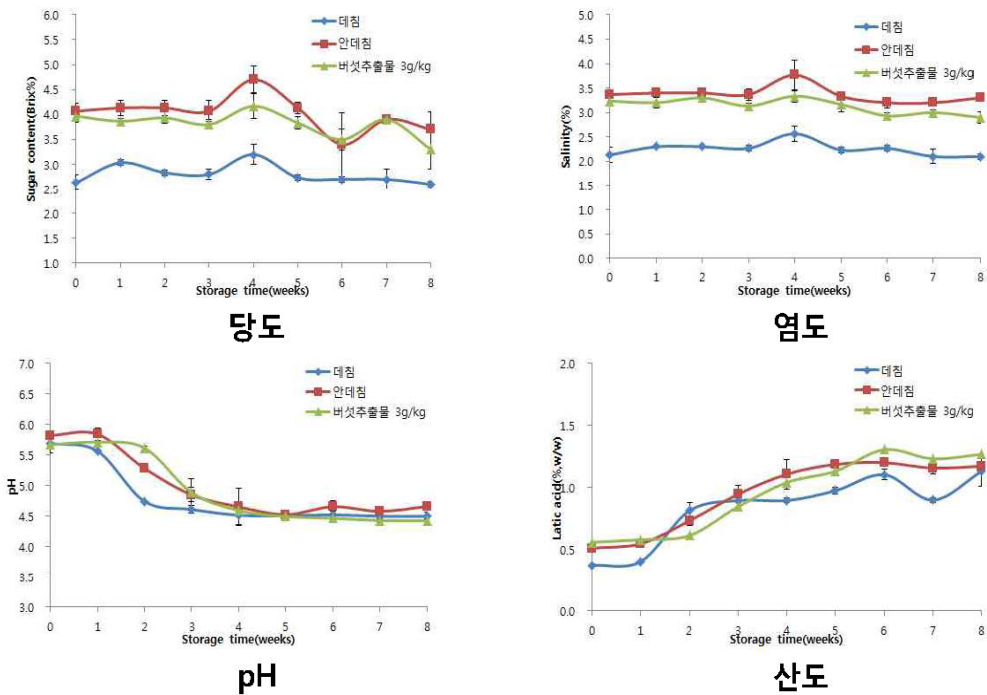 6.0
5.5
5.0
4.5
4.0
3.5
3.0
2.5
2.0
1.5
1.0
Sugar content(Brix%)
데침
안데침
버섯추출물 3g/kg
0 1 2 3 4 5 6 7 8
Storage time(weeks)
당도
5.0
4.5
4.0
3.5
3.0
2.5
2.0
1.5
1.0
0.5
0.0
Salinity(%)
데침
안데침
버섯추출물 3g/kg
0 1 2 3 4 5 6 7 8
Storage time(weeks)
염도
7.0
6.5
6.0
5.5
5.0
4.5
4.0
3.5
3.0
pH
데침
안데침
버섯추출물 3g/kg
0 1 2 3 4 5 6 7 8
Storage time(weeks)
pH
2.0
1.5
1.0
0.5
0.0
Latic acid(%,w/w)
데침
안데침
버섯추출물 3g/kg
0 1 2 3 4 5 6 7 8
Storage time(weeks)
산도